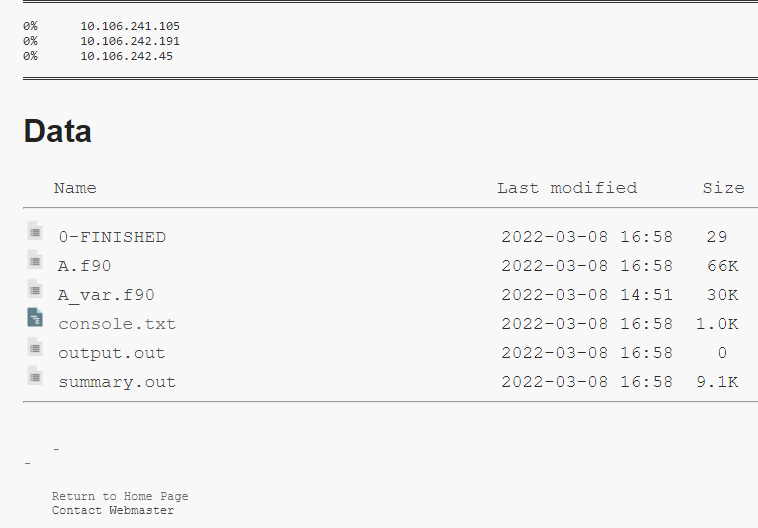 0% 10.106.241.105
0% 10.106.242.191
0% 10.106.242.45
Data
Name Last modified Size
0-FINISHED 2022-03-08 16:58 29
A.f90 2022-03-08 16:58 66K
A_var.f90 2022-03-08 14:51 30K
console.txt 2022-03-08 16:58 1.0K
output.out 2022-03-08 16:58 0
summary.out 2022-03-08 16:58 9.1K
-
-
Return to Home Page
Contact Webmaster